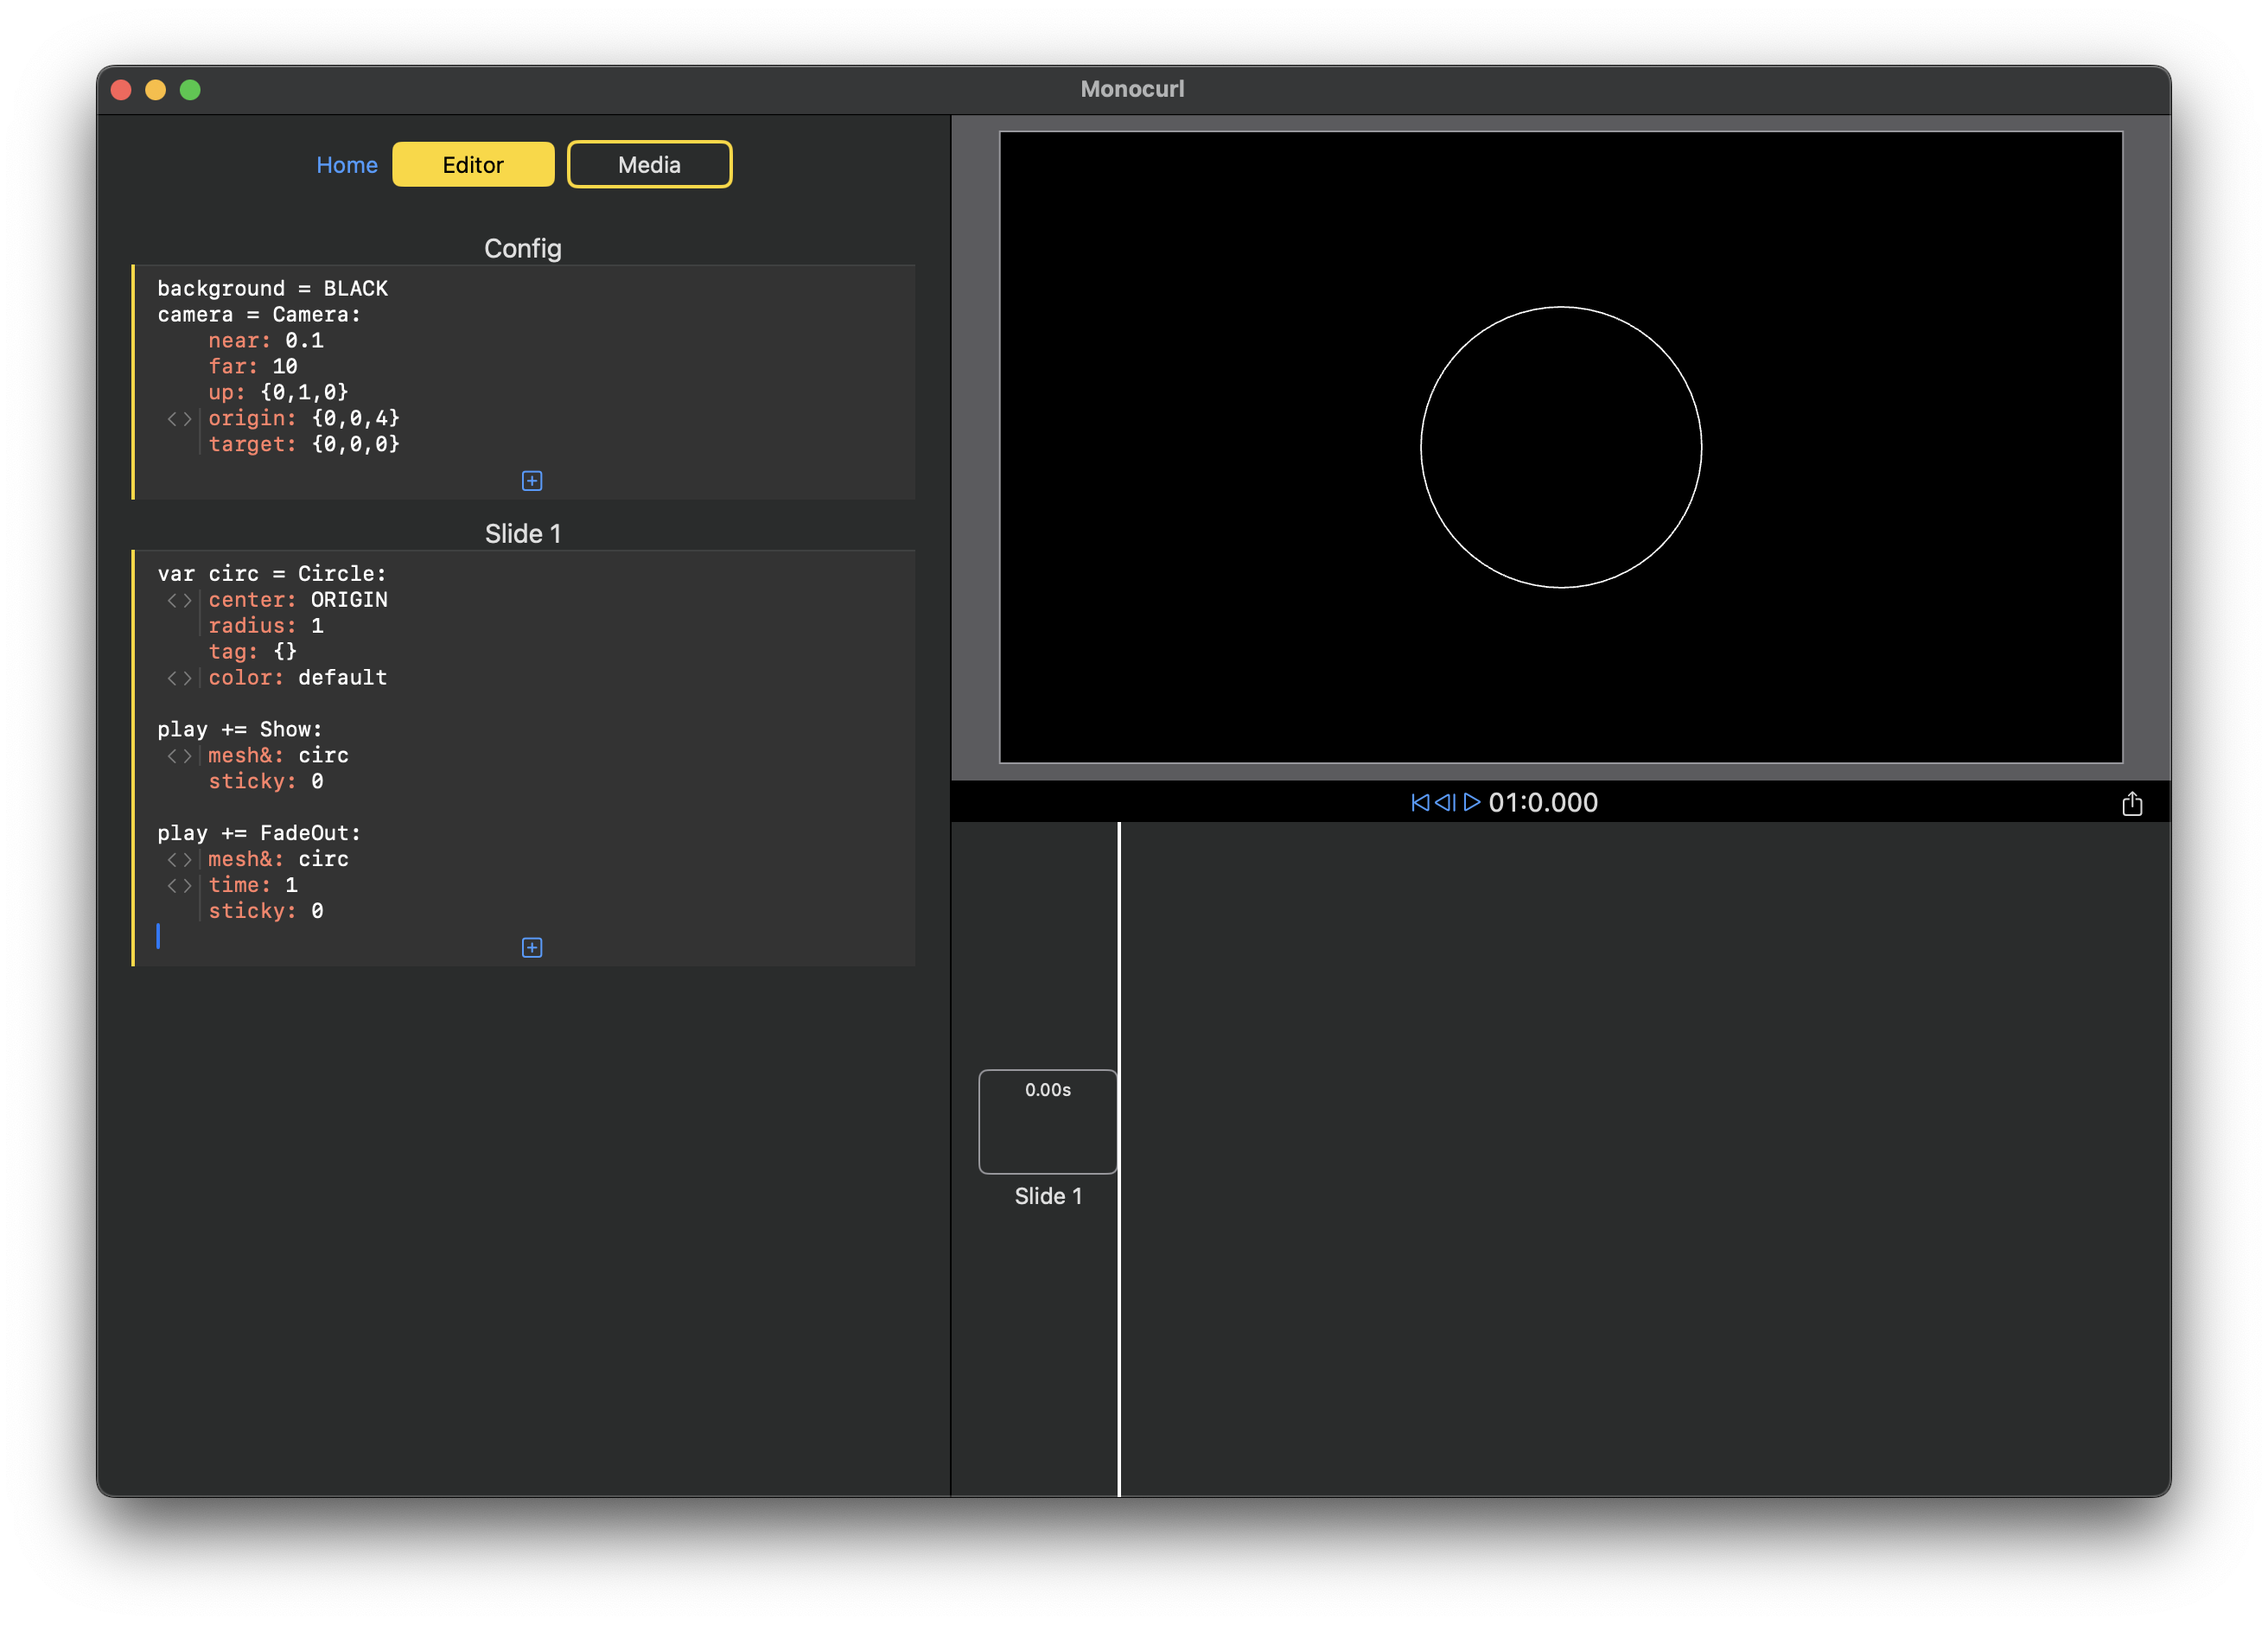 Monocurl
Home Editor Media
Config
background = BLACK
camera = Camera:
near: 0.1
far: 10
up: {0,1,0}
<> origin: {0,0,4}
target: {0,0,0}
Slide 1
var circ = Circle:
<> center: ORIGIN
radius: 1
tag: {}
<> color: default
play += Show:
<> mesh&: circ
sticky: 0
play += FadeOut:
<> mesh&: circ
<> time: 1
sticky: 0
01:0.000
0.00s
Slide 1